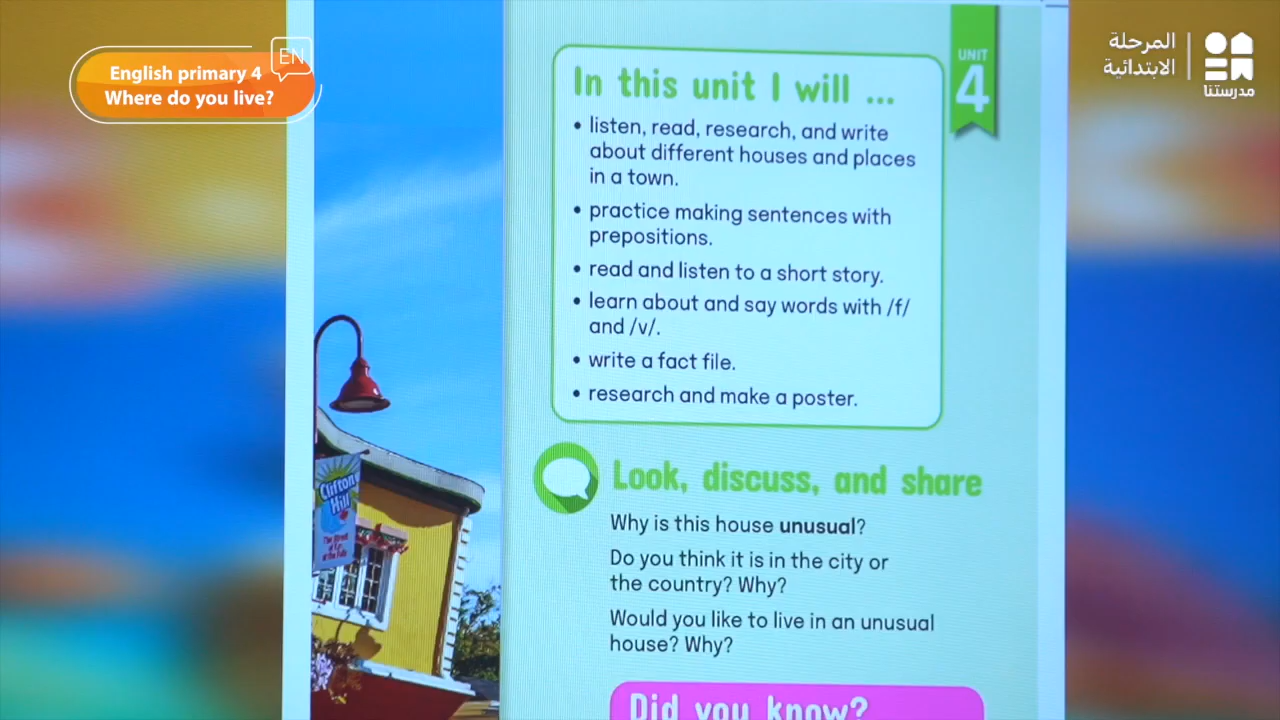 EN
English primary 4
Where do you live?
المرحلة
الابتدائية
مدرستنا
UNIT
4
In this unit I will ...
• listen, read, research, and write
about different houses and places
in a town.
• practice making sentences with
prepositions.
• read and listen to a short story.
• learn about and say words with /f/
and /v/.
• write a fact file.
• research and make a poster.
Clifton
Hill
Look, discuss, and share
Why is this house unusual?
Do you think it is in the city or
the country? Why?
Would you like to live in an unusual
house? Why?
Did you know?